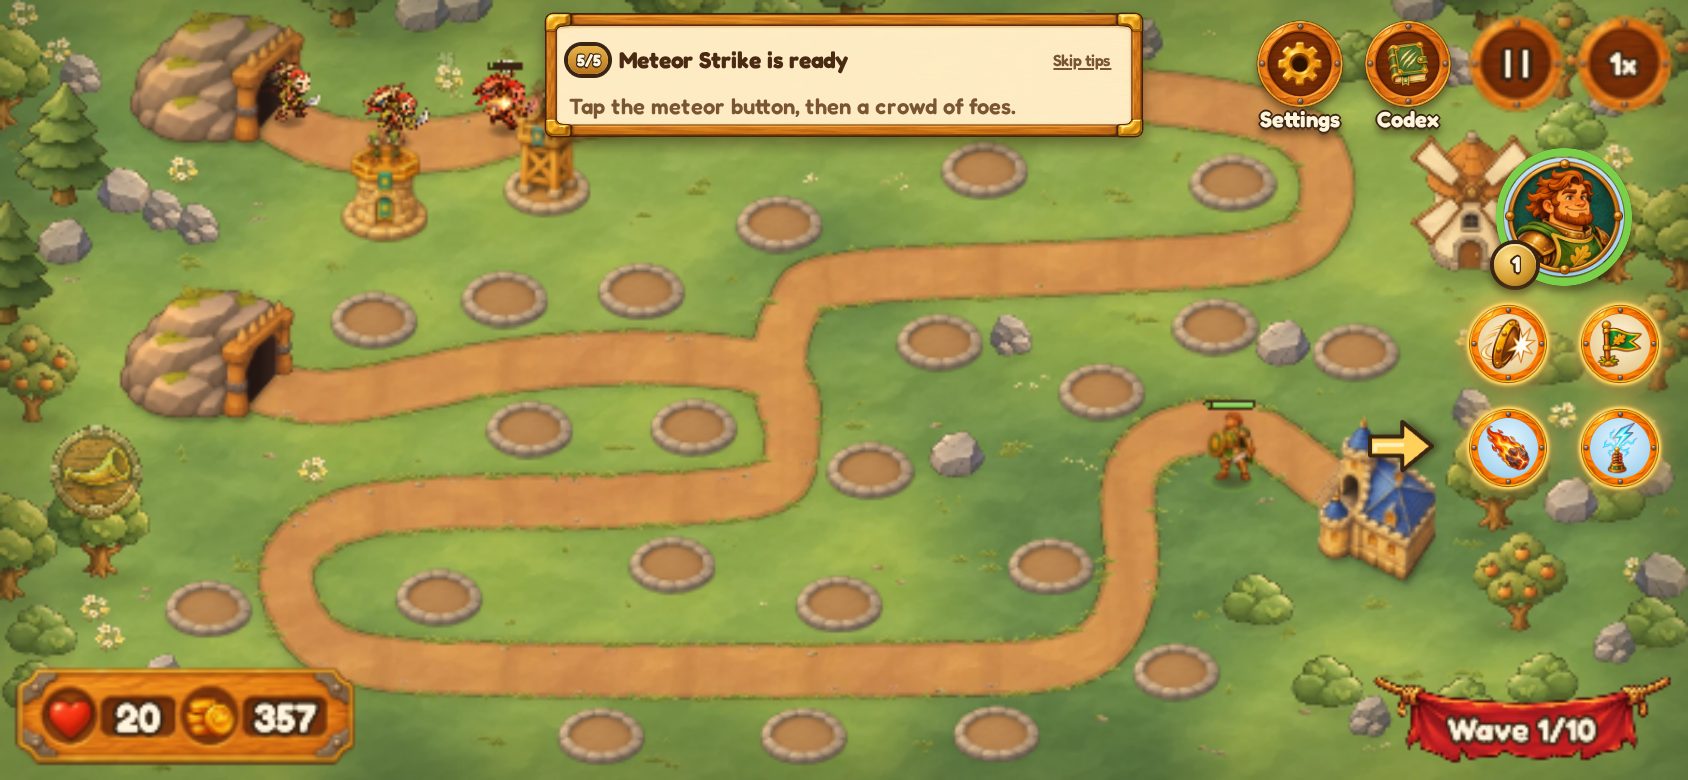 5/5 Meteor Strike is ready
Skip tips
Tap the meteor button, then a crowd of foes.
Settings
Codex
1x
1
20
357
Wave 1/10